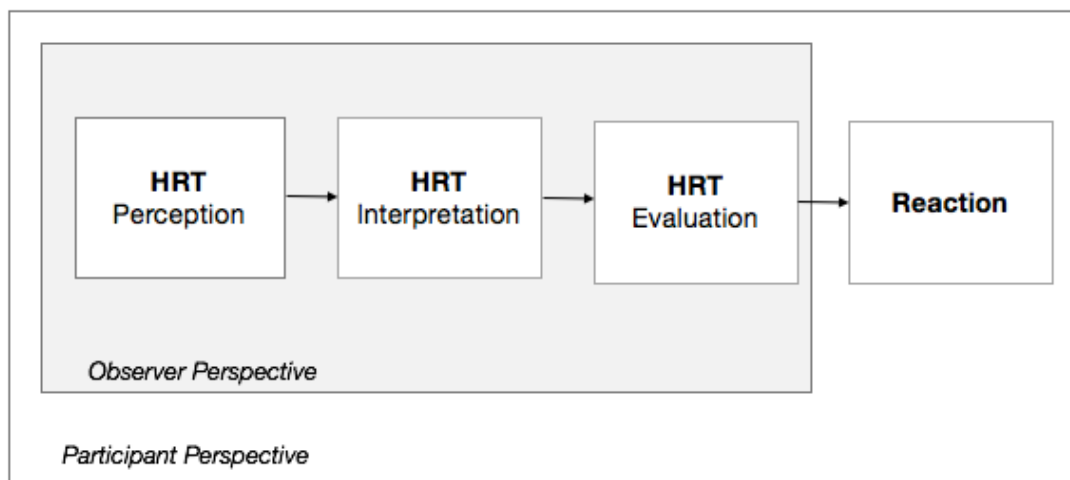 HRT
Perception
HRT
Interpretation
HRT
Evaluation
Reaction
Observer Perspective
Participant Perspective